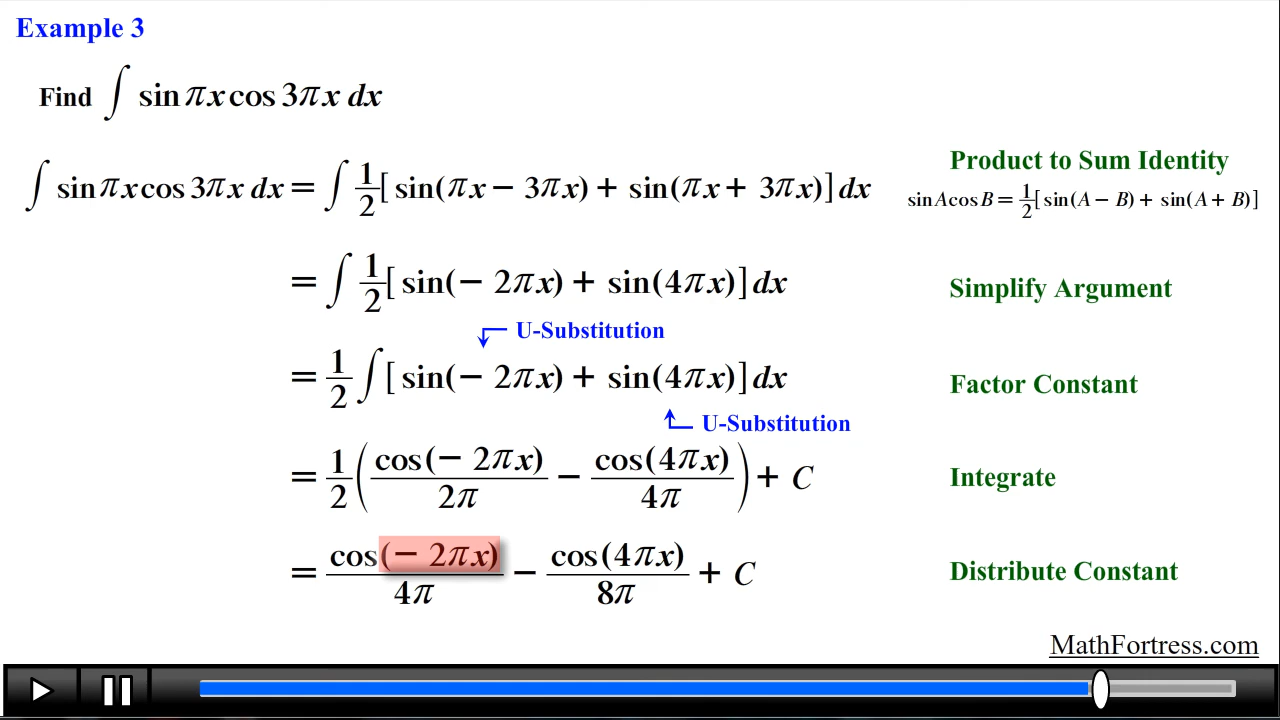 Example 3
Find ∫ sin πx cos 3πx dx
∫ sin πx cos 3πx dx = ∫ 1/2 [ sin(πx − 3πx) + sin(πx + 3πx)] dx
Product to Sum Identity
sin A cos B = 1/2 [ sin(A − B) + sin(A + B)]
= ∫ 1/2 [ sin(− 2πx) + sin(4πx)] dx
Simplify Argument
U-Substitution
= 1/2 ∫ [ sin(− 2πx) + sin(4πx)] dx
Factor Constant
U-Substitution
= 1/2 ( cos(− 2πx)/2π − cos(4πx)/4π ) + C
Integrate
= cos(− 2πx)/4π − cos(4πx)/8π + C
Distribute Constant
MathFortress.com